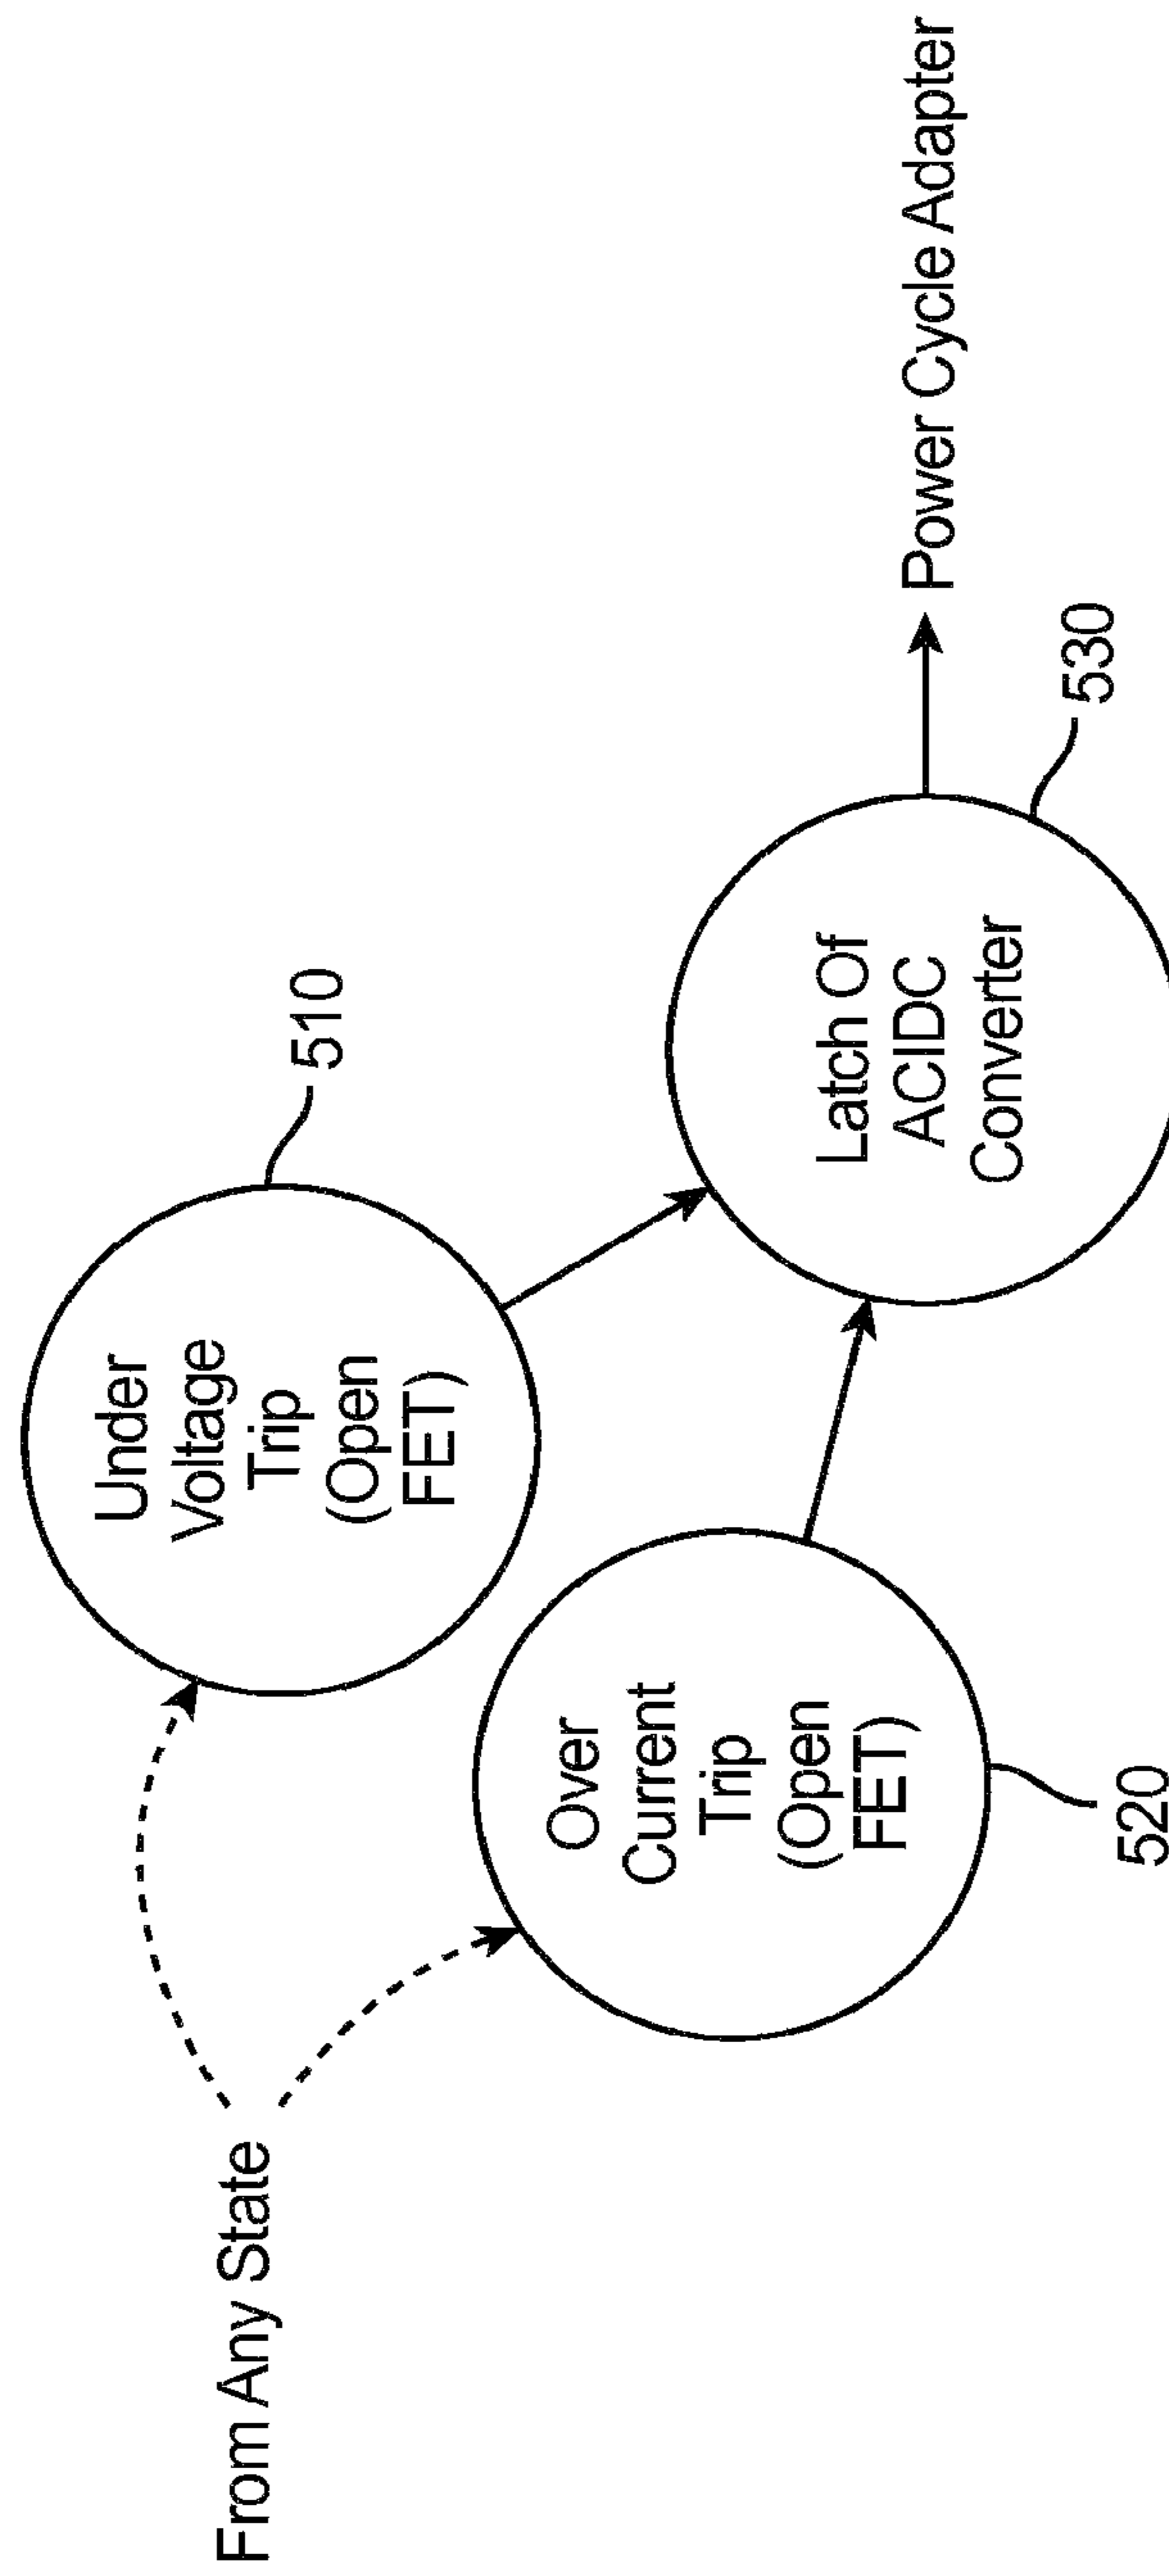 From Any State
Under
Voltage
Trip
(Open
FET)
510
Over
Current
Trip
(Open
FET)
520
Latch Of
ACIDC
Converter
530
Power Cycle Adapter